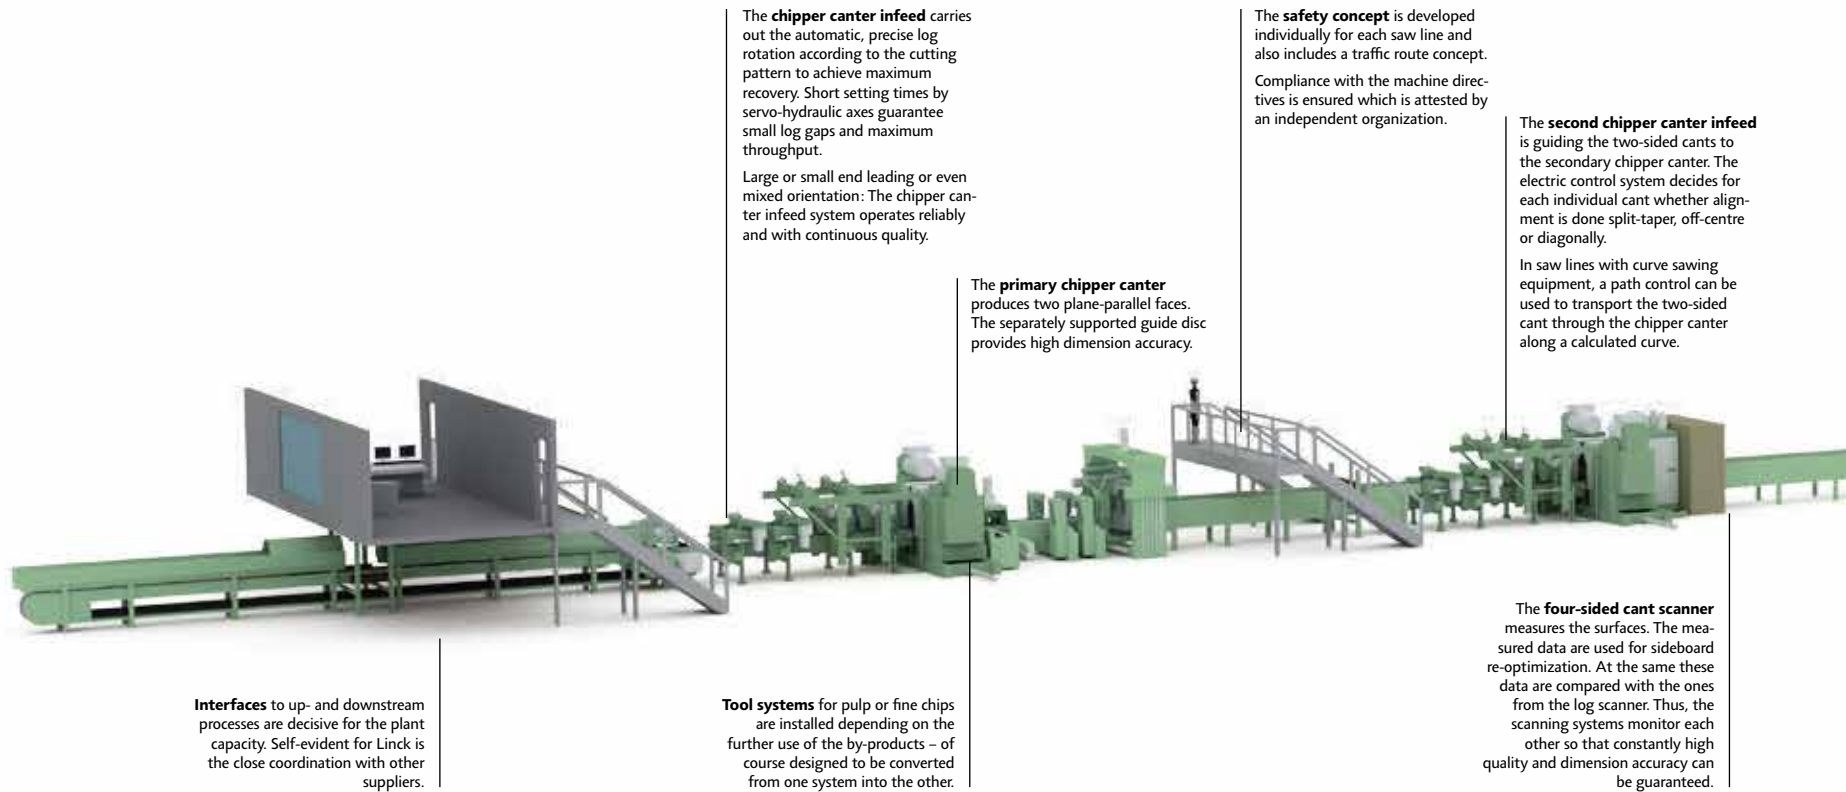 The chipper canter infeed carries
out the automatic, precise log
rotation according to the cutting
pattern to achieve maximum
recovery. Short setting times by
servo-hydraulic axes guarantee
small log gaps and maximum
throughput.
Large or small end leading or even
mixed orientation: The chipper can-
ter infeed system operates reliably
and with continuous quality.
The primary chipper canter
produces two plane-parallel faces.
The separately supported guide disc
provides high dimension accuracy.
The safety concept is developed
individually for each saw line and
also includes a traffic route concept.
Compliance with the machine direc-
tives is ensured which is attested by
an independent organization.
The second chipper canter infeed
is guiding the two-sided cants to
the secondary chipper canter. The
electric control system decides for
each individual cant whether align-
ment is done split-taper, off-centre
or diagonally.
In saw lines with curve sawing
equipment, a path control can be
used to transport the two-sided
cant through the chipper canter
along a calculated curve.
Interfaces to up- and downstream
processes are decisive for the plant
capacity. Self-evident for Linck is
the close coordination with other
suppliers.
Tool systems for pulp or fine chips
are installed depending on the
further use of the by-products – of
course designed to be converted
from one system into the other.
The four-sided cant scanner
measures the surfaces. The mea-
sured data are used for sideboard
re-optimization. At the same these
data are compared with the ones
from the log scanner. Thus, the
scanning systems monitor each
other so that constantly high
quality and dimension accuracy can
be guaranteed.